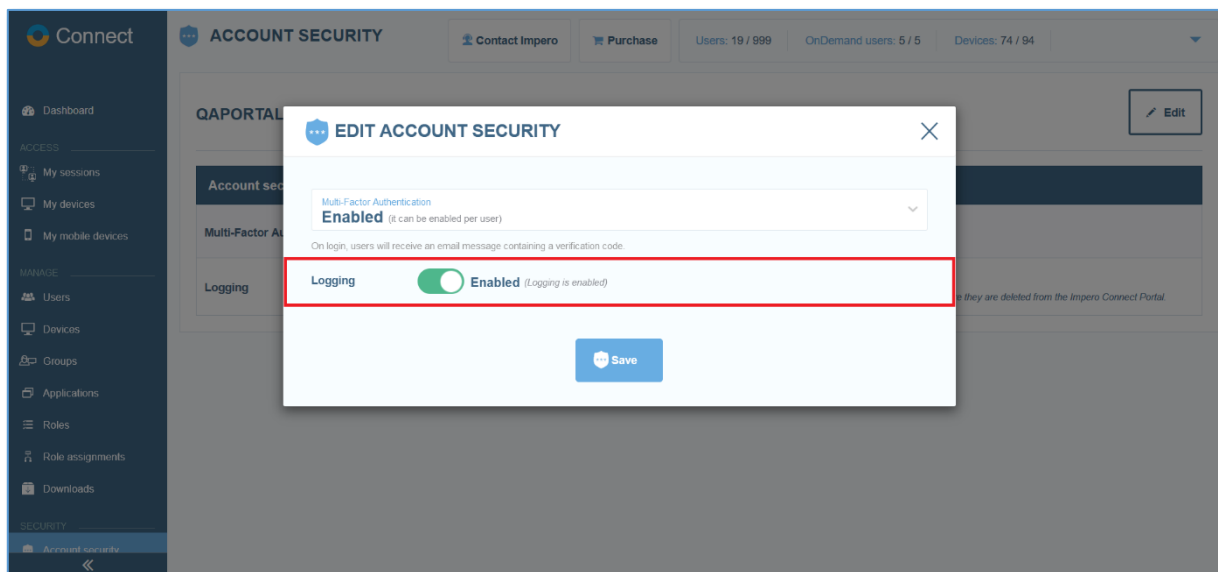 Connect
ACCOUNT SECURITY
Contact Impero
Purchase
Users: 19 / 999
OnDemand users: 5 / 5
Devices: 74 / 94
Dashboard
ACCESS
My sessions
My devices
My mobile devices
MANAGE
Users
Devices
Groups
Applications
Roles
Role assignments
Downloads
SECURITY
Account security
QAPORTAL
Edit
Account sec
Multi-Factor Au
Logging
they are deleted from the Impero Connect Portal.
EDIT ACCOUNT SECURITY
Multi-Factor Authentication
Enabled (it can be enabled per user)
On login, users will receive an email message containing a verification code.
Logging Enabled (Logging is enabled)
Save